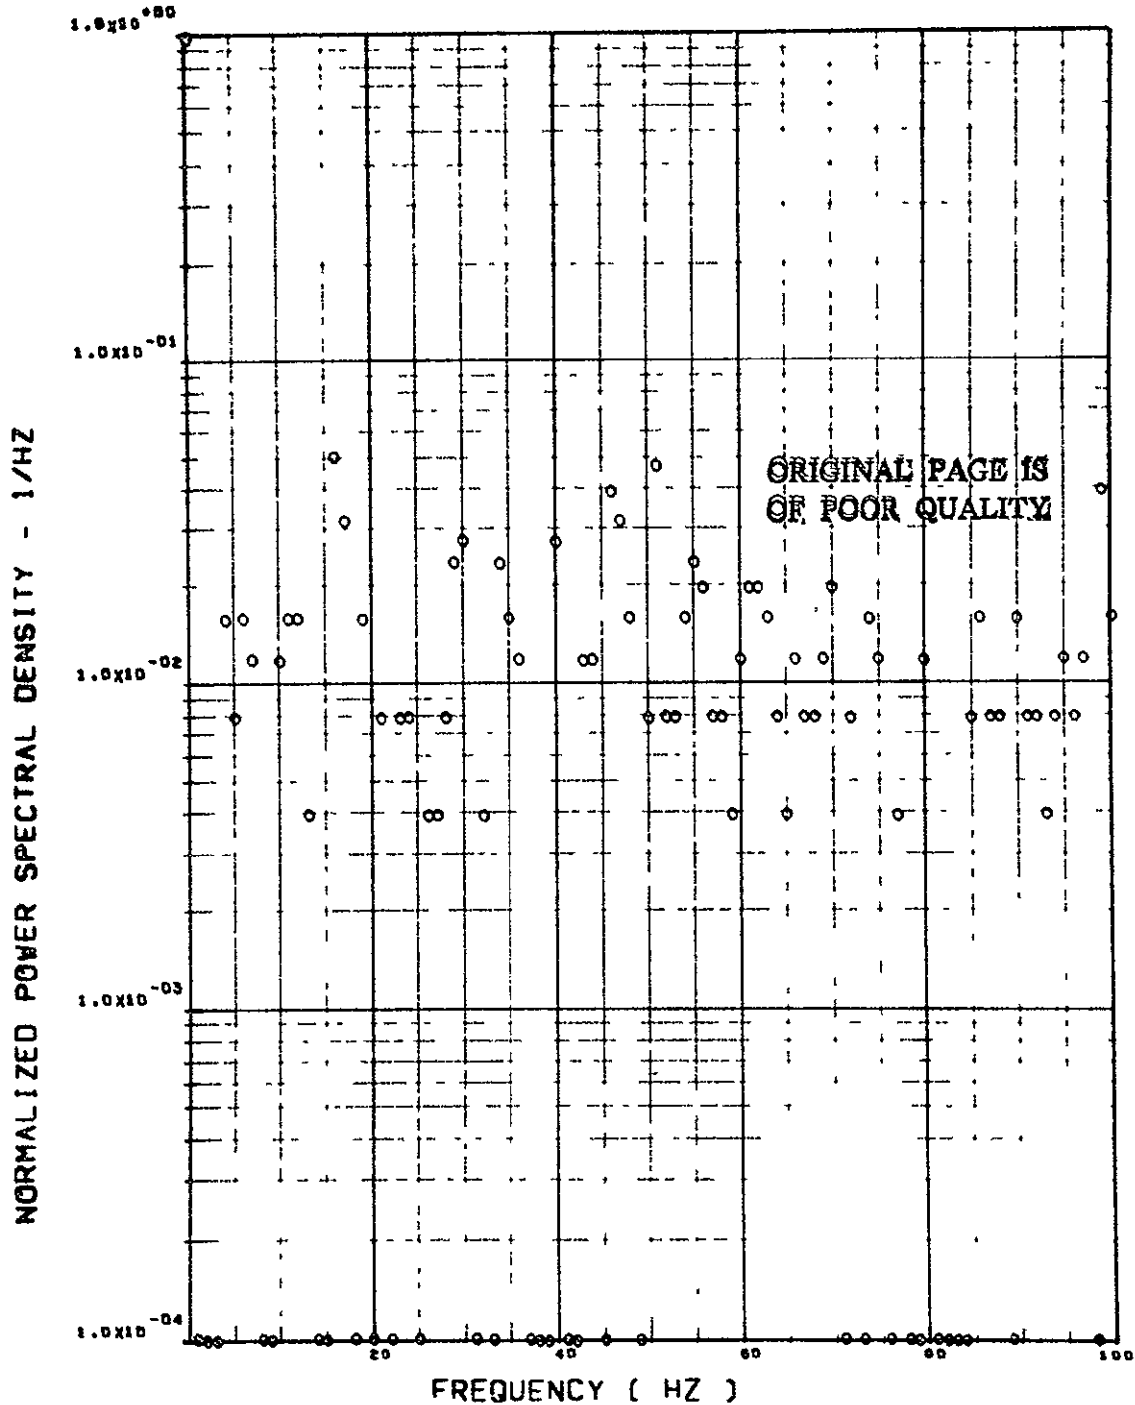 1.0X10^+00
1.0X10^-01
ORIGINAL PAGE IS
OF POOR QUALITY
1.0X10^-02
1.0X10^-03
1.0X10^-04
20 40 60 80 100
NORMALIZED POWER SPECTRAL DENSITY - 1/HZ
FREQUENCY ( HZ )